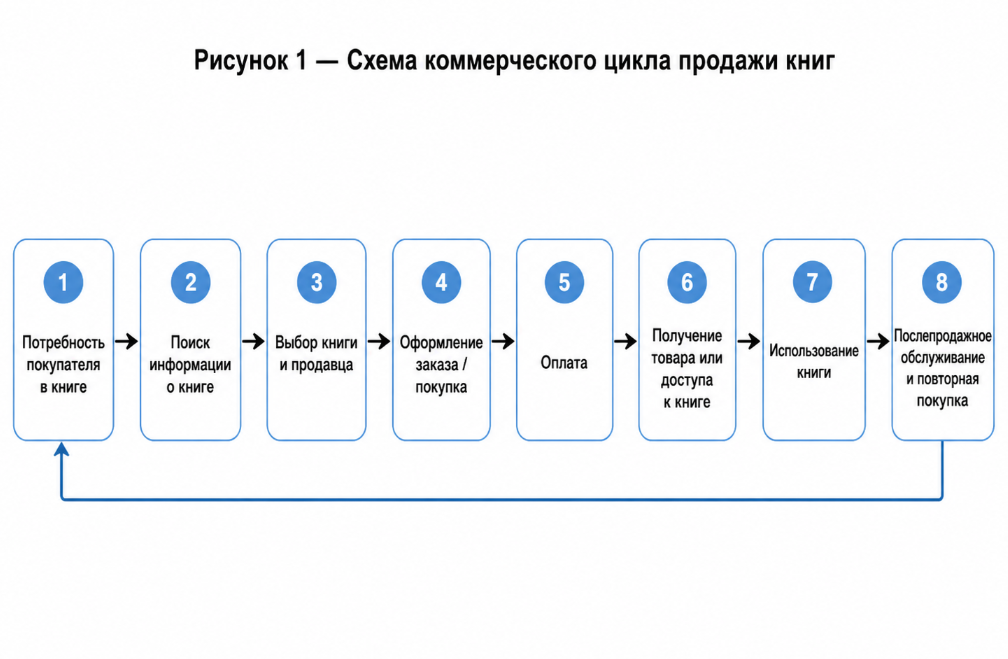 Рисунок 1 — Схема коммерческого цикла продажи книг
1
Потребность
покупателя
в книге
2
Поиск
информации
о книге
3
Выбор книги
и продавца
4
Оформление
заказа /
покупка
5
Оплата
6
Получение
товара или
доступа
к книге
7
Использование
книги
8
Послепродажное
обслуживание
и повторная
покупка